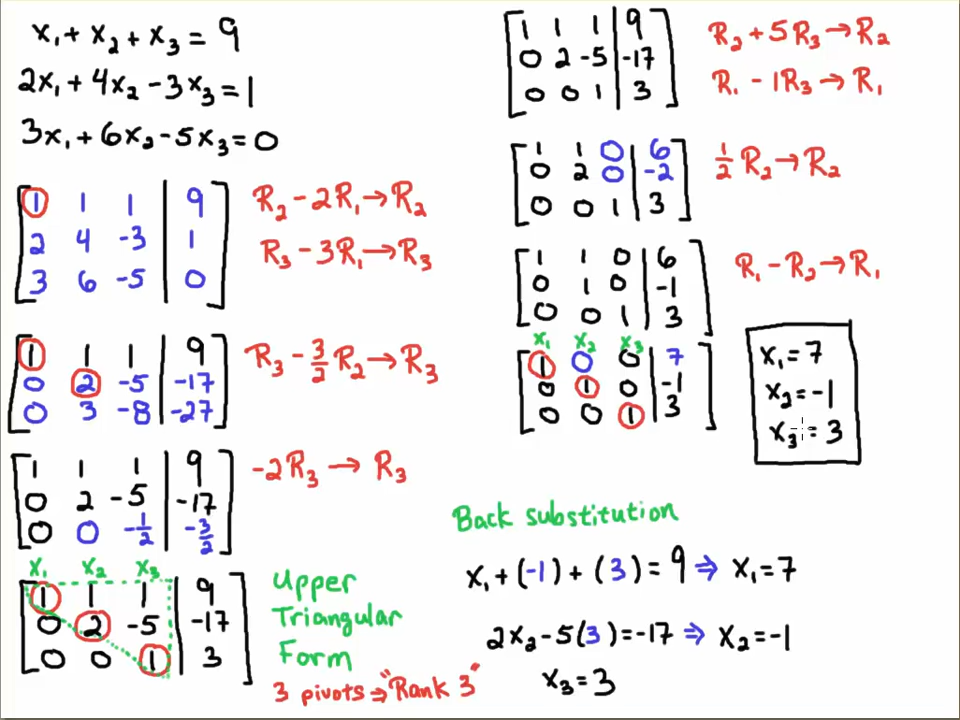 x₁ + x₂ + x₃ = 9
2x₁ + 4x₂ - 3x₃ = 1
3x₁ + 6x₂ - 5x₃ = 0
[1 1 1 | 9]
[2 4 -3 | 1]
[3 6 -5 | 0]
R₂ - 2R₁ → R₂
R₃ - 3R₁ → R₃
[1 1 1 | 9]
[0 2 -5 | -17]
[0 3 -8 | -27]
R₃ - 3/2 R₂ → R₃
[1 1 1 | 9]
[0 2 -5 | -17]
[0 0 -1/2 | -3/2]
-2R₃ → R₃
x₁ x₂ x₃
[1 1 1 | 9]
[0 2 -5 | -17]
[0 0 1 | 3]
Upper
Triangular
Form
3 pivots ⇒ "Rank 3"
[1 1 1 | 9]
[0 2 -5 | -17]
[0 0 1 | 3]
R₂ + 5R₃ → R₂
R₁ - 1R₃ → R₁
[1 1 0 | 6]
[0 2 0 | -2]
[0 0 1 | 3]
1/2 R₂ → R₂
[1 1 0 | 6]
[0 1 0 | -1]
[0 0 1 | 3]
R₁ - R₂ → R₁
x₁ x₂ x₃
[1 0 0 | 7]
[0 1 0 | -1]
[0 0 1 | 3]
x₁ = 7
x₂ = -1
x₃ = 3
Back substitution
x₁ + (-1) + (3) = 9 ⇒ x₁ = 7
2x₂ - 5(3) = -17 ⇒ x₂ = -1
x₃ = 3